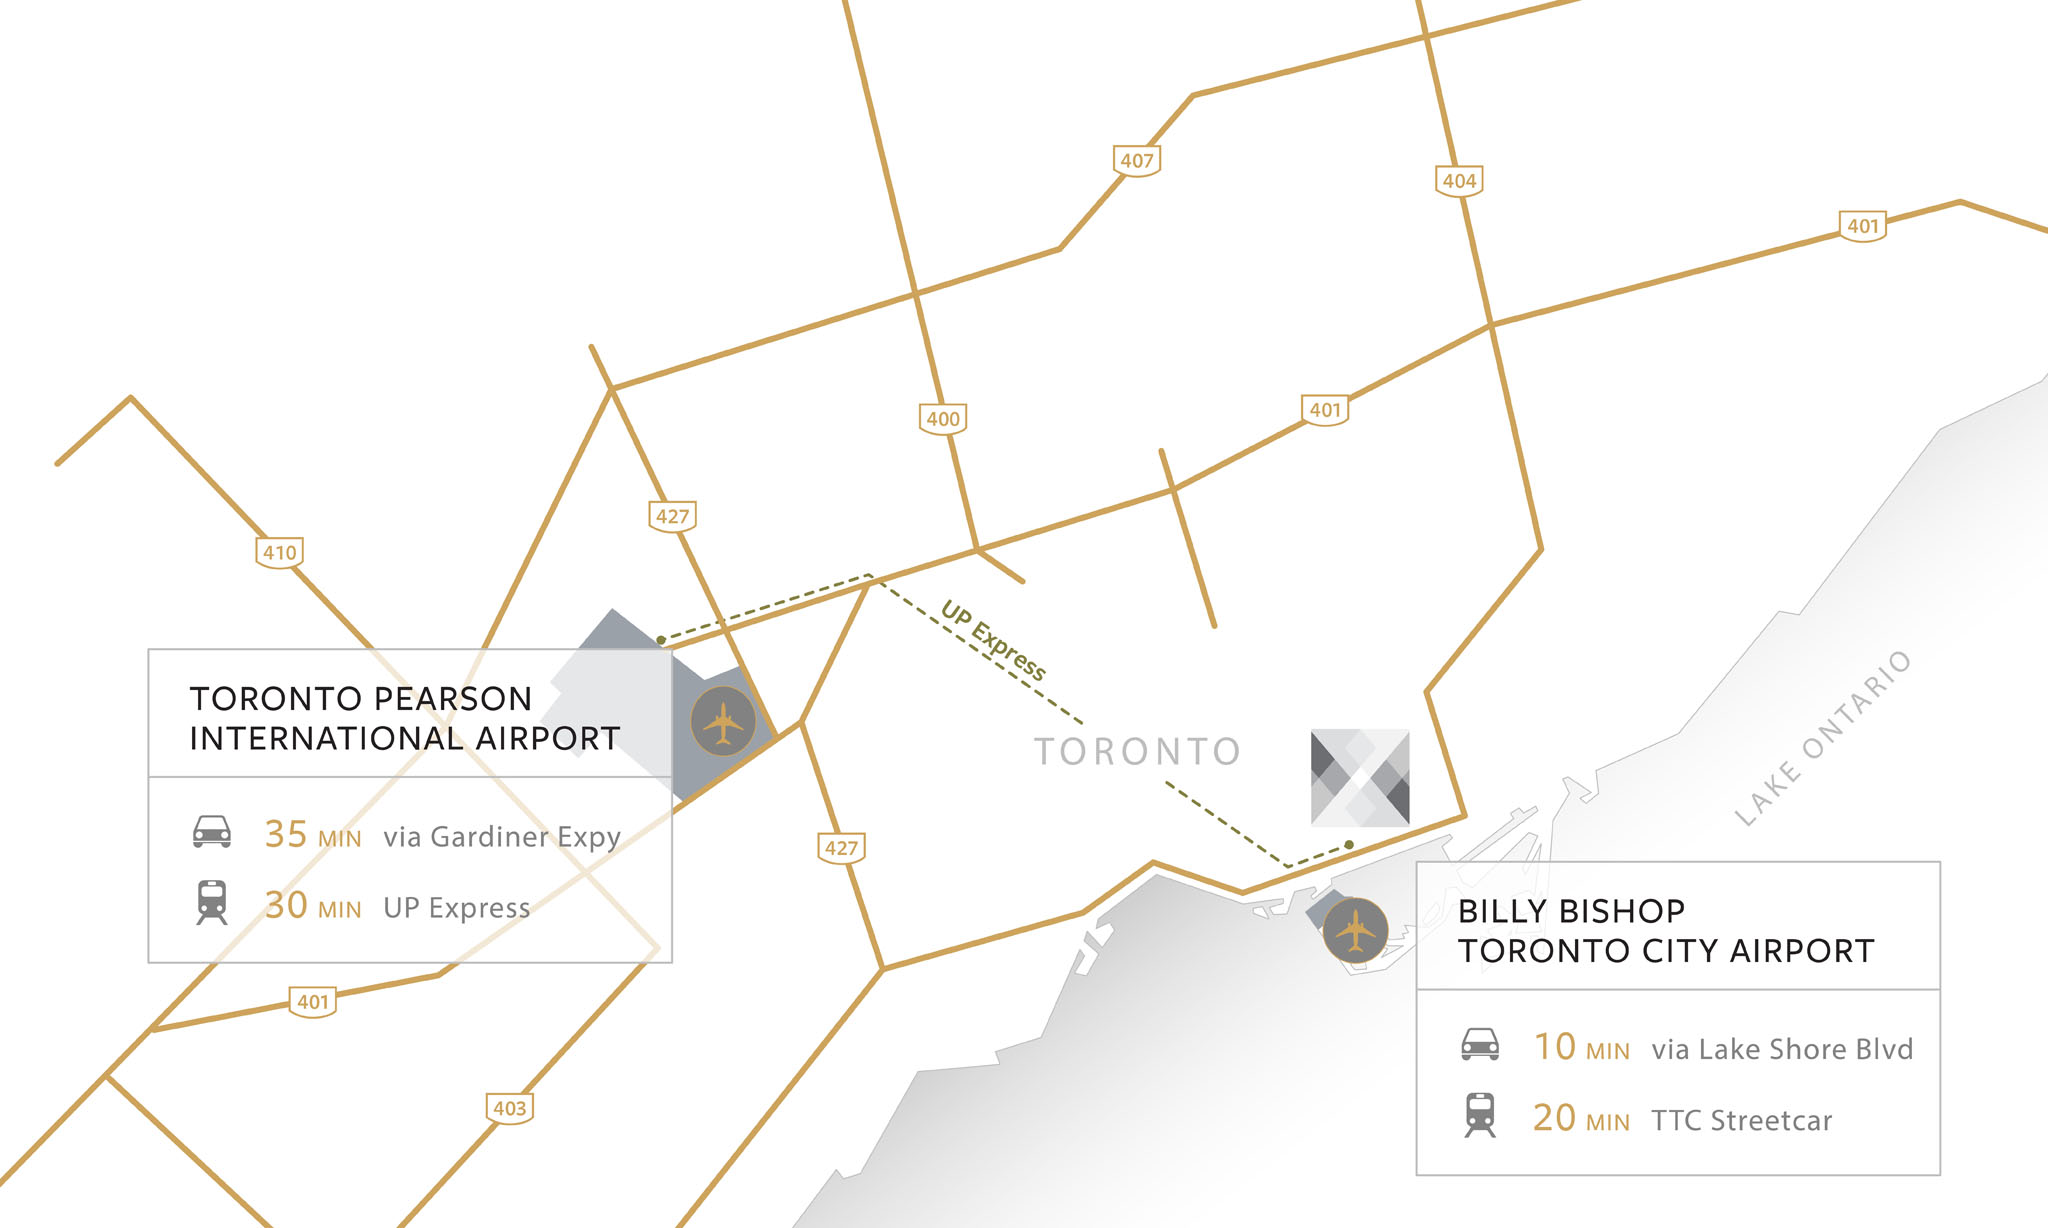 407
404
401
401
400
427
410
UP Express
TORONTO PEARSON
INTERNATIONAL AIRPORT
35 MIN via Gardiner Expy
30 MIN UP Express
TORONTO
LAKE ONTARIO
427
BILLY BISHOP
TORONTO CITY AIRPORT
10 MIN via Lake Shore Blvd
20 MIN TTC Streetcar
401
403